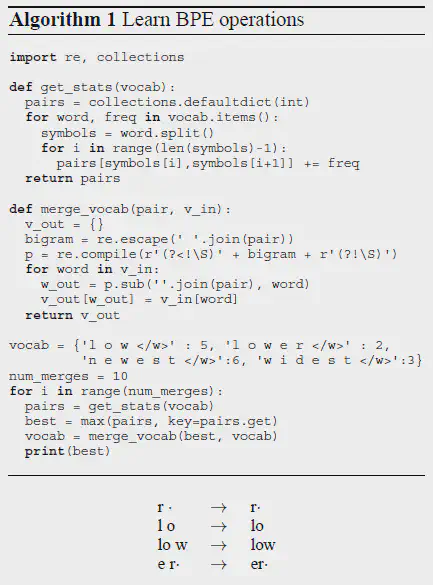 Algorithm 1 Learn BPE operations
import re, collections
def get_stats(vocab):
pairs = collections.defaultdict(int)
for word, freq in vocab.items():
symbols = word.split()
for i in range(len(symbols)-1):
pairs[symbols[i],symbols[i+1]] += freq
return pairs
def merge_vocab(pair, v_in):
v_out = {}
bigram = re.escape(' '.join(pair))
p = re.compile(r'(?<!\S)' + bigram + r'(?!\S)')
for word in v_in:
w_out = p.sub(''.join(pair), word)
v_out[w_out] = v_in[word]
return v_out
vocab = {'l o w </w>' : 5, 'l o w e r </w>' : 2,
'n e w e s t </w>':6, 'w i d e s t </w>':3}
num_merges = 10
for i in range(num_merges):
pairs = get_stats(vocab)
best = max(pairs, key=pairs.get)
vocab = merge_vocab(best, vocab)
print(best)
r · → r·
l o → lo
lo w → low
e r· → er·